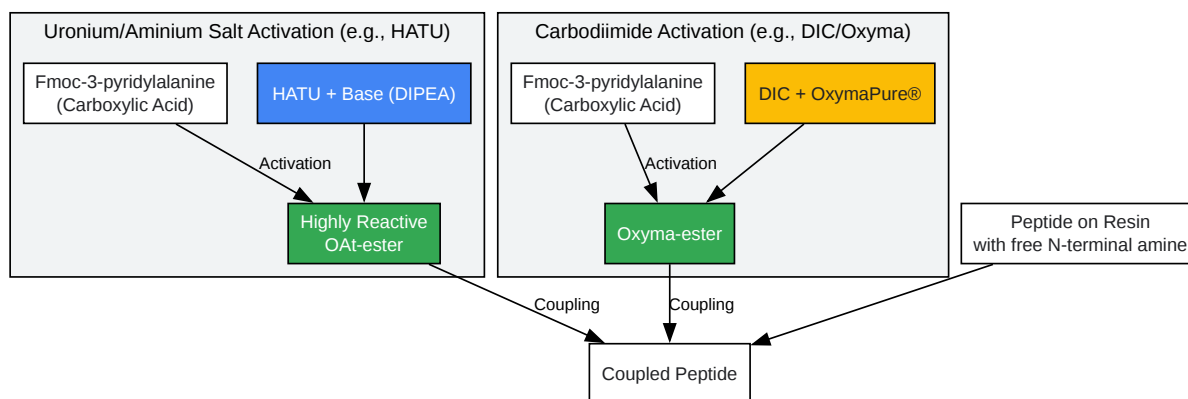 Uronium/Aminium Salt Activation (e.g., HATU)
Fmoc-3-pyridylalanine
(Carboxylic Acid)
HATU + Base (DIPEA)
Activation
Highly Reactive
OAt-ester
Carbodiimide Activation (e.g., DIC/Oxyma)
Fmoc-3-pyridylalanine
(Carboxylic Acid)
DIC + OxymaPure®
Activation
Oxyma-ester
Peptide on Resin
with free N-terminal amine
Coupling
Coupling
Coupled Peptide